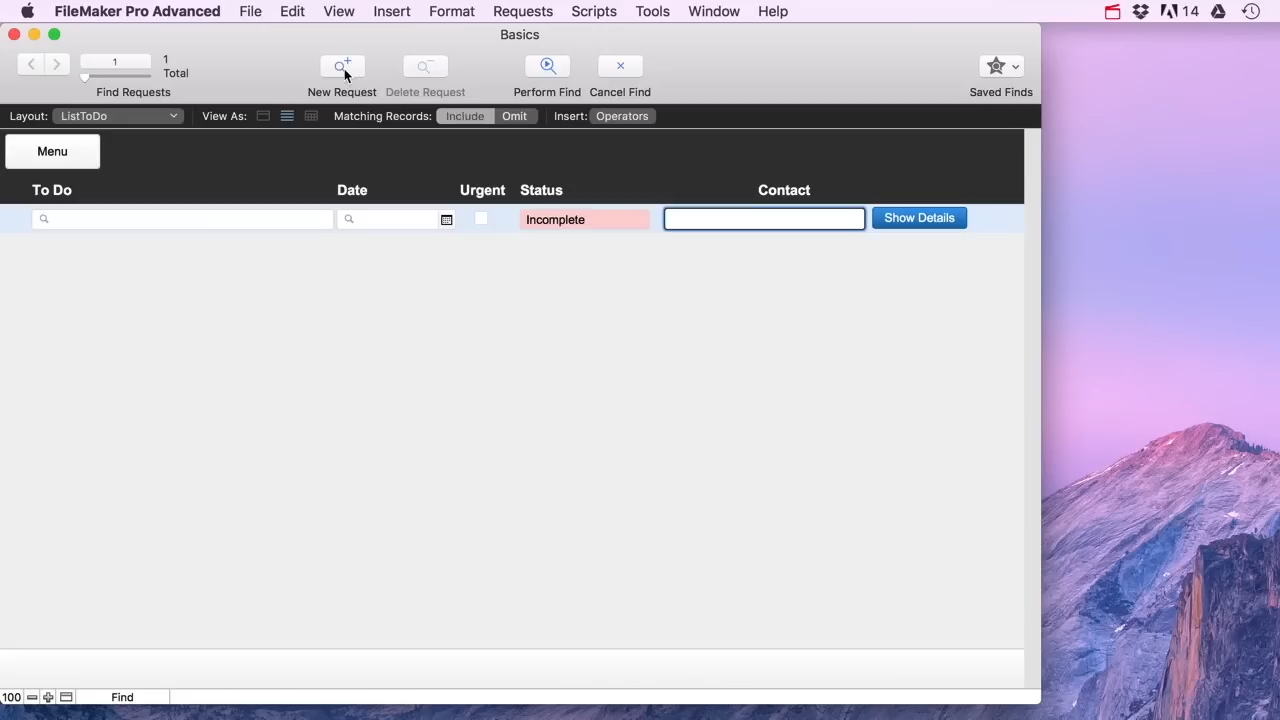 FileMaker Pro Advanced File Edit View Insert Format Requests Scripts Tools Window Help 14
Basics
1 1 Total
Find Requests New Request Delete Request Perform Find Cancel Find Saved Finds
Layout: ListToDo View As: Matching Records: Include Omit Insert: Operators
Menu
To Do Date Urgent Status Contact
Incomplete Show Details
100 Find